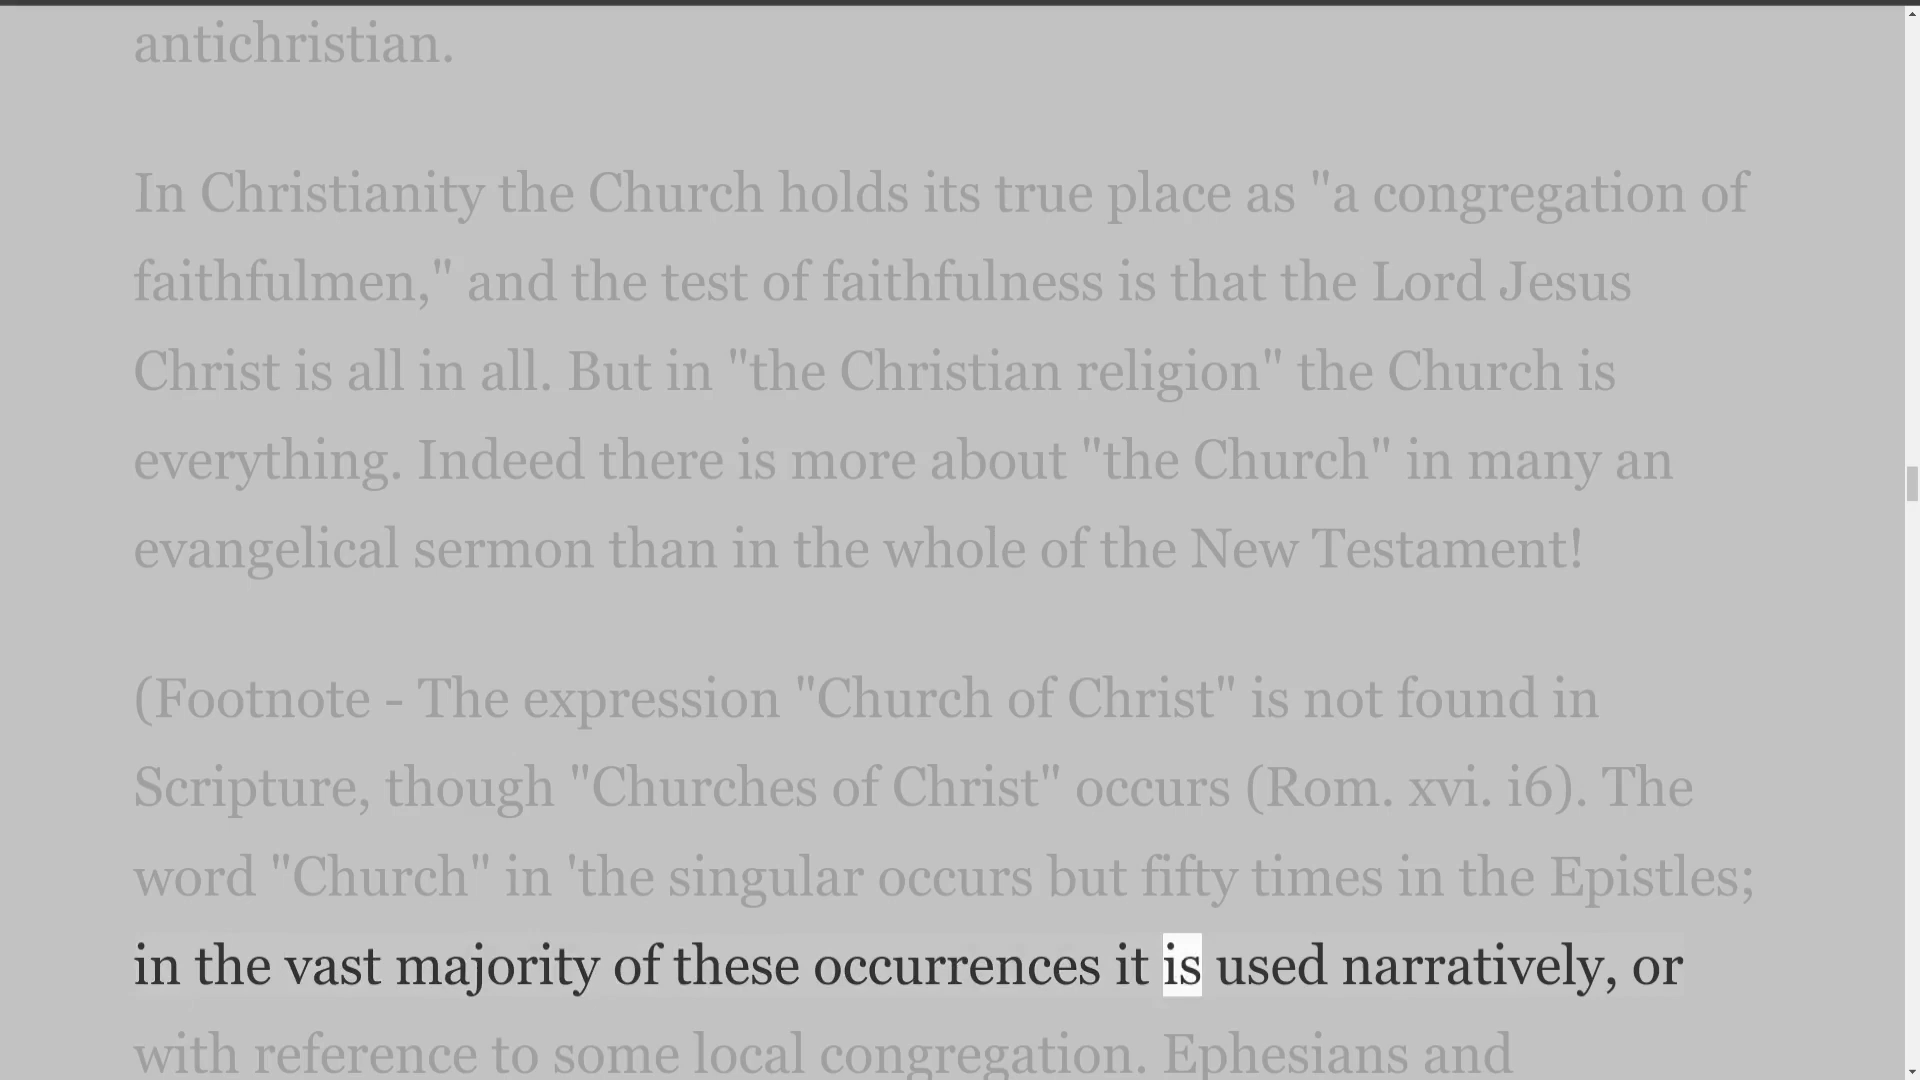 antichristian.
In Christianity the Church holds its true place as "a congregation of
faithfulmen," and the test of faithfulness is that the Lord Jesus
Christ is all in all. But in "the Christian religion" the Church is
everything. Indeed there is more about "the Church" in many an
evangelical sermon than in the whole of the New Testament!
(Footnote - The expression "Church of Christ" is not found in
Scripture, though "Churches of Christ" occurs (Rom. xvi. i6). The
word "Church" in 'the singular occurs but fifty times in the Epistles;
in the vast majority of these occurrences it is used narratively, or
with reference to some local congregation. Ephesians and